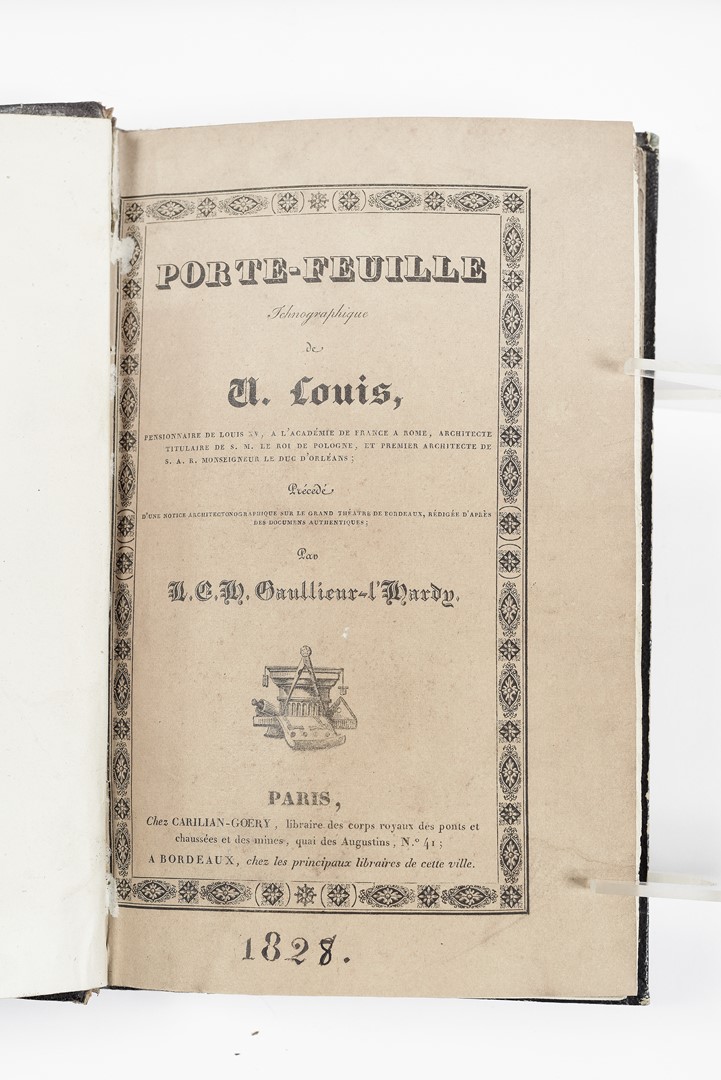 PORTE-FEUILLE
Ichnographique
de
V. Louis,
PENSIONNAIRE DE LOUIS XV, A L'ACADÉMIE DE FRANCE A ROME, ARCHITECTE
TITULAIRE DE S. M. LE ROI DE POLOGNE, ET PREMIER ARCHITECTE DE
S. A. R. MONSEIGNEUR LE DUC D'ORLÉANS;
Précédé
D'UNE NOTICE ARCHITECTONOGRAPHIQUE SUR LE GRAND THÉATRE DE BORDEAUX, RÉDIGÉE D'APRÈS
DES DOCUMENS AUTHENTIQUES;
Par
L.C.H. Gaullieur-l'Hardy.
PARIS,
Chez CARILIAN-GOERY, libraire des corps royaux des ponts et
chaussées et des mines, quai des Augustins, N.° 41;
A BORDEAUX, chez les principaux libraires de cette ville.
1828.